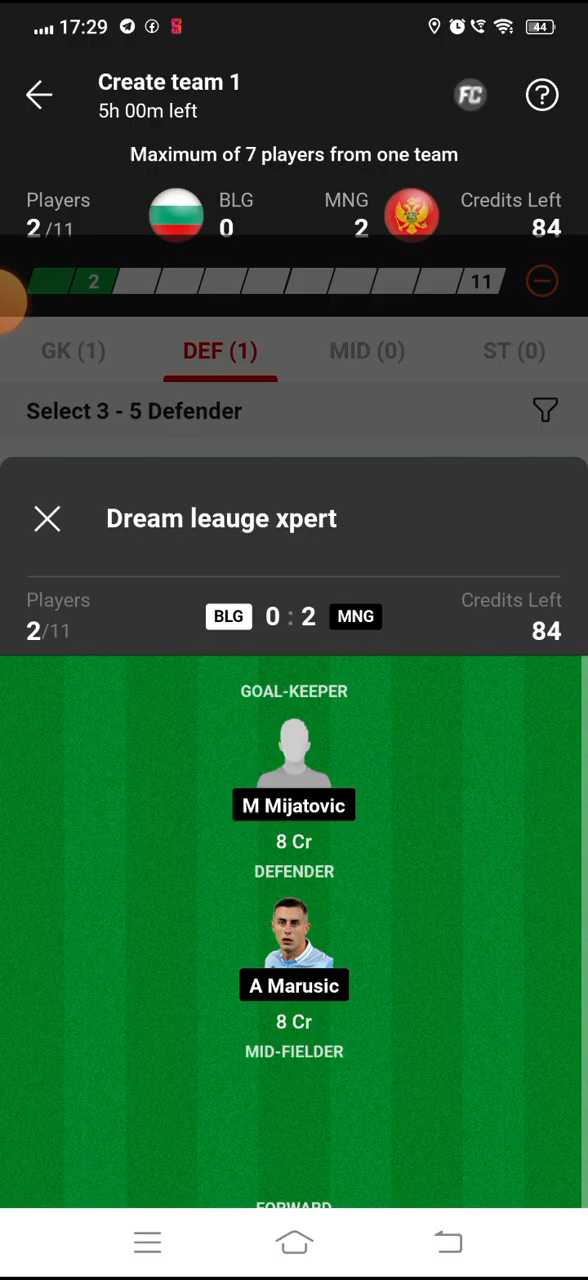 17:29
44
Create team 1
5h 00m left
FC
?
Maximum of 7 players from one team
Players
2 /11
BLG
0
MNG
2
Credits Left
84
2
11
GK (1)
DEF (1)
MID (0)
ST (0)
Select 3 - 5 Defender
Dream leauge xpert
Players
2/11
BLG 0 : 2 MNG
Credits Left
84
GOAL-KEEPER
M Mijatovic
8 Cr
DEFENDER
A Marusic
8 Cr
MID-FIELDER
FORWARD